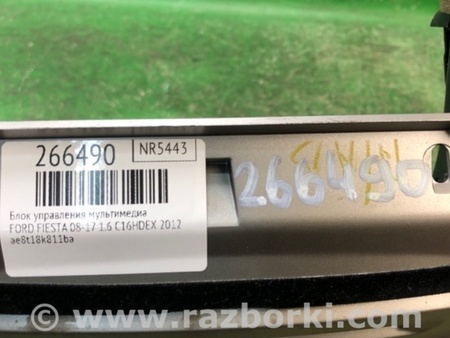 266490
NR5443
Блок управления мультимедиа
FORD FIESTA 08-17 1.6 C16HDEX 2012
ae8t18k811ba
266490
© www.razborki.com